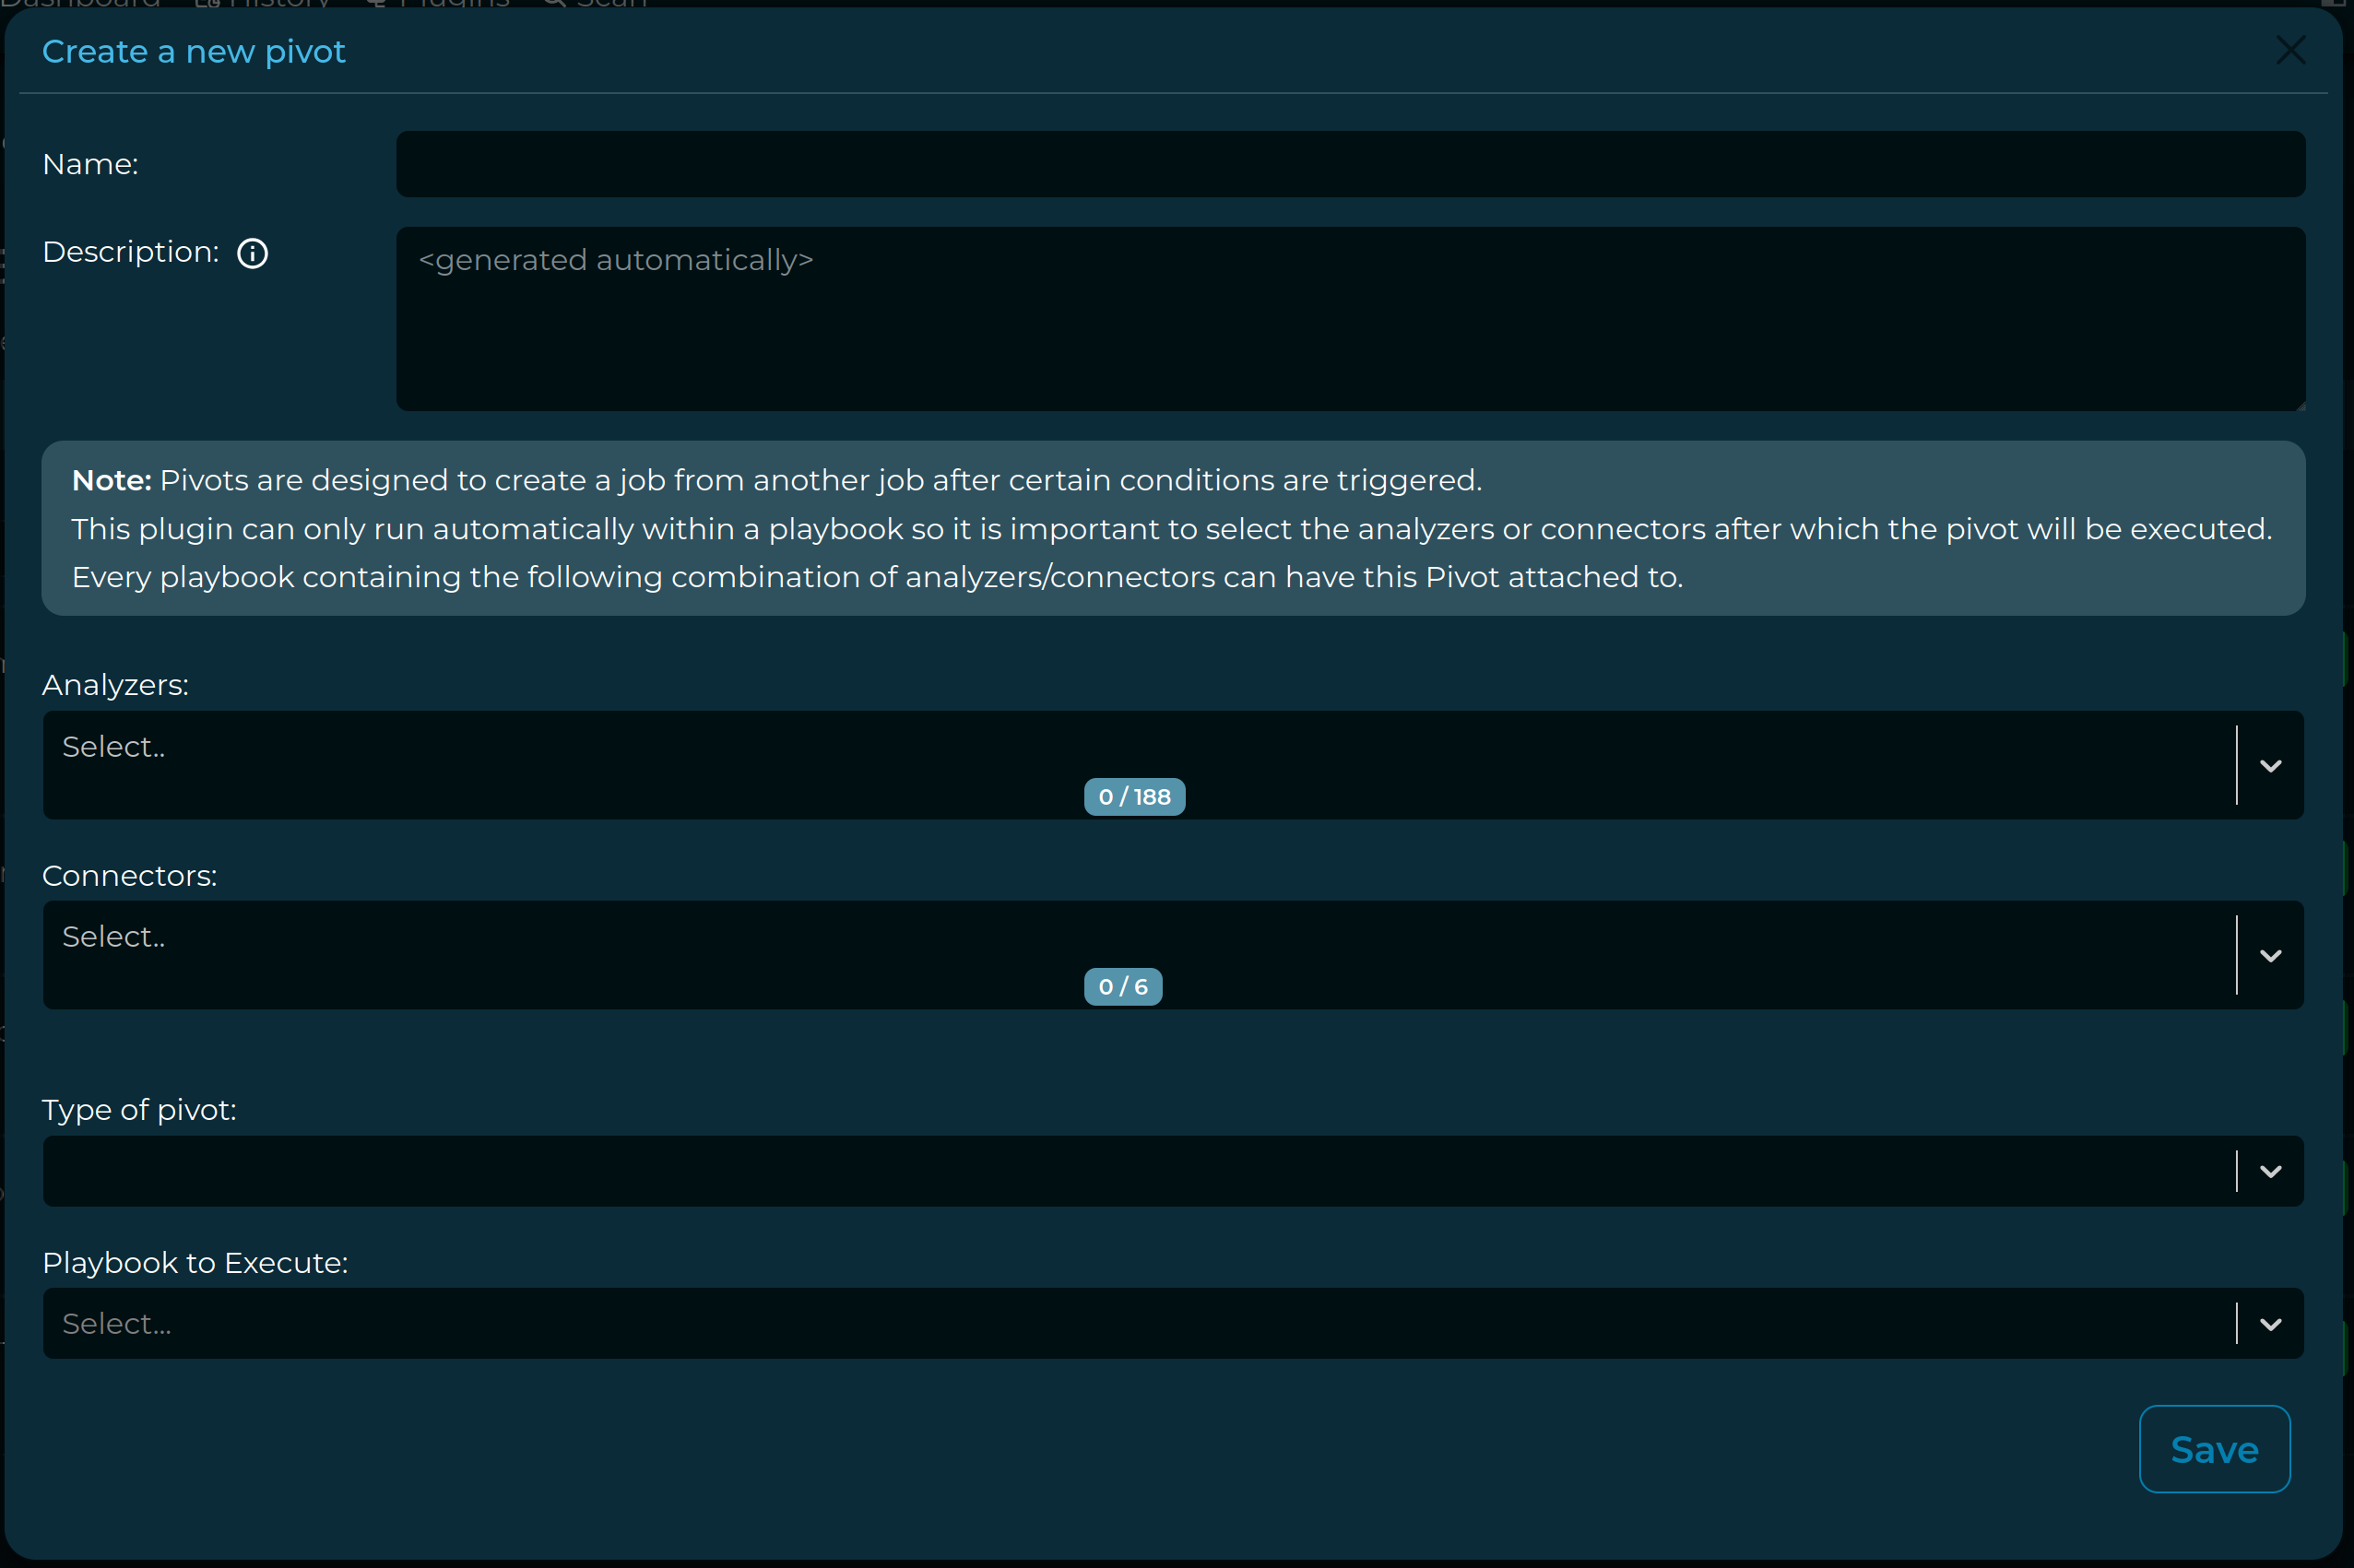 Dashboard History Plugins Scan
Create a new pivot
Name:
Description:
<generated automatically>
Note: Pivots are designed to create a job from another job after certain conditions are triggered.
This plugin can only run automatically within a playbook so it is important to select the analyzers or connectors after which the pivot will be executed.
Every playbook containing the following combination of analyzers/connectors can have this Pivot attached to.
Analyzers:
Select..
0 / 188
Connectors:
Select..
0 / 6
Type of pivot:
Playbook to Execute:
Select...
Save